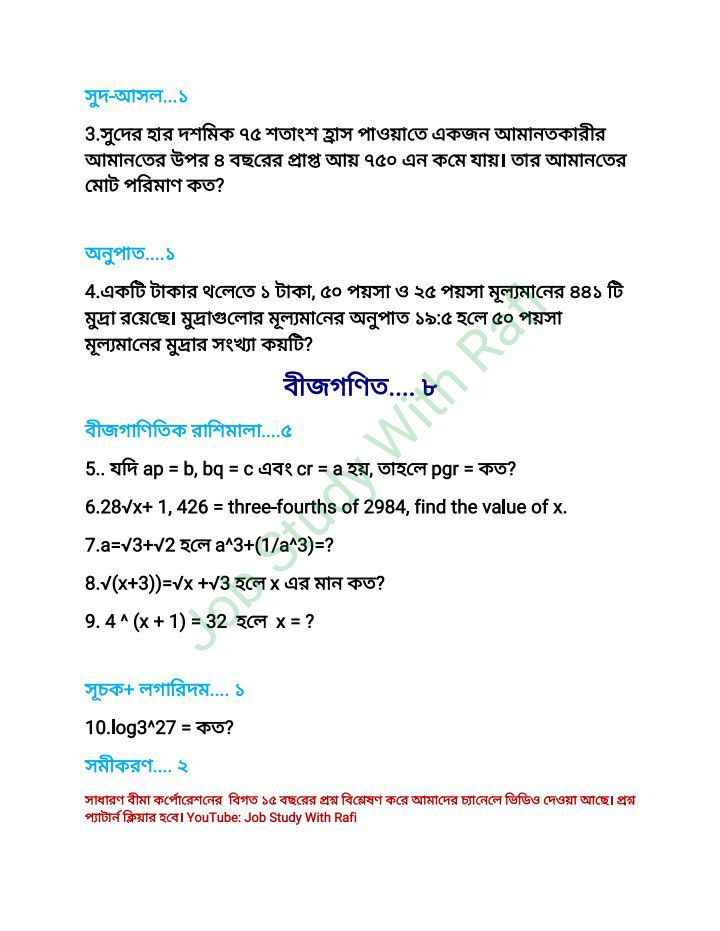 সুদ-আসল...১
3.সুদের হার দশমিক ৭৫ শতাংশ হ্রাস পাওয়াতে একজন আমানতকারীর
আমানতের উপর ৪ বছরের প্রাপ্ত আয় ৭৫০ এন কমে যায়। তার আমানতের
মোট পরিমাণ কত?
অনুপাত....১
4.একটি টাকার থলেতে ১ টাকা, ৫০ পয়সা ও ২৫ পয়সা মূল্যমানের ৪৪১ টি
মুদ্রা রয়েছে। মুদ্রাগুলোর মূল্যমানের অনুপাত ১৯:৫ হলে ৫০ পয়সা
মূল্যমানের মুদ্রার সংখ্যা কয়টি?
বীজগণিত.... ৮
বীজগাণিতিক রাশিমালা....৫
5.. যদি ap = b, bq = c এবং cr = a হয়, তাহলে pgr = কত?
6.28√x+ 1, 426 = three-fourths of 2984, find the value of x.
7.a=√3+√2 হলে a^3+(1/a^3)=?
8.√(x+3))=√x +√3 হলে x এর মান কত?
9. 4 ^ (x + 1) = 32 হলে x = ?
সূচক+ লগারিদম.... ১
10.log3^27 = কত?
সমীকরণ.... ২
সাধারণ বীমা কর্পোরেশনের বিগত ১৫ বছরের প্রশ্ন বিশ্লেষণ করে আমাদের চ্যানেলে ভিডিও দেওয়া আছে। প্রশ্ন
প্যাটার্ন ক্লিয়ার হবে। YouTube: Job Study With Rafi
Job Study With Rafi